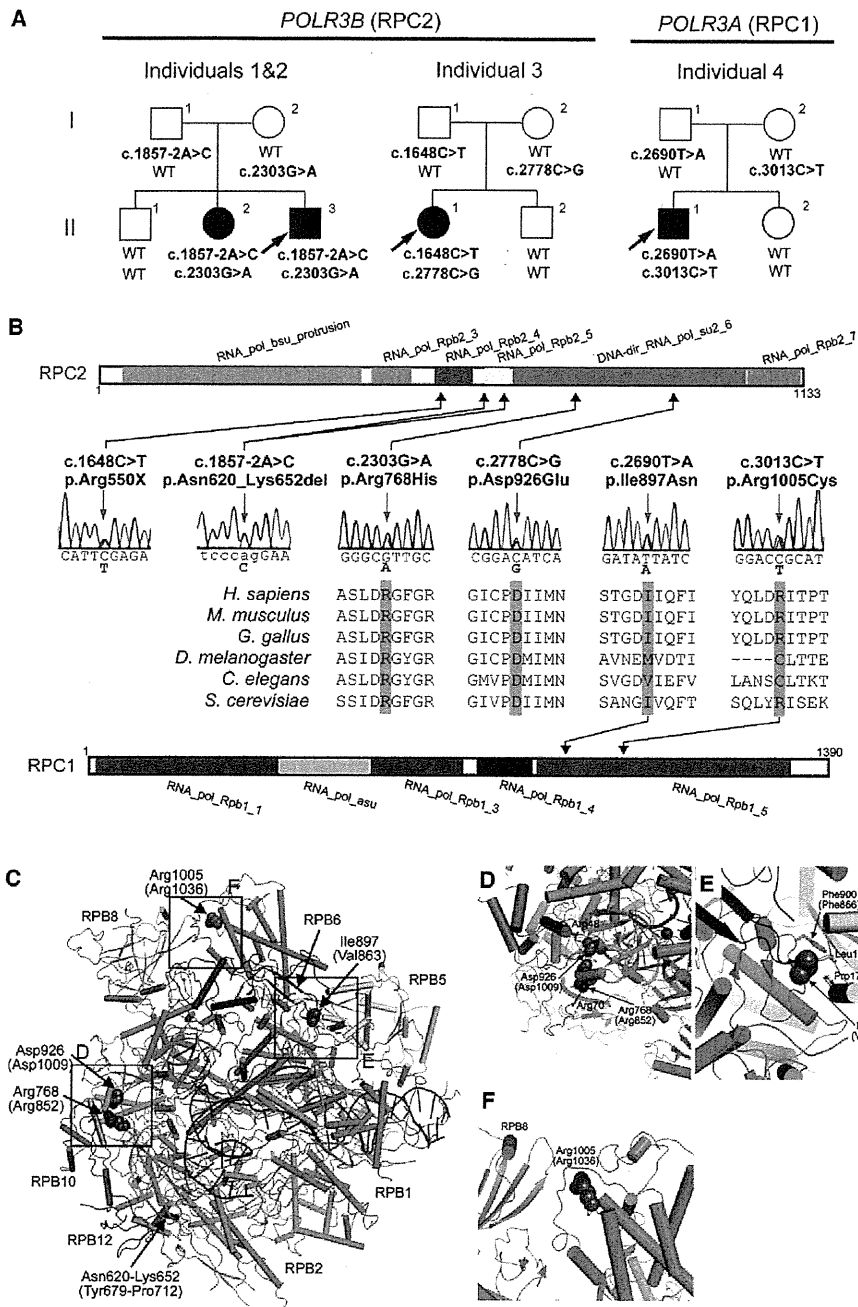 A
POLR3B (RPC2)
POLR3A (RPC1)
Individuals 1&2
Individual 3
Individual 4
I
1
2
1
2
1
2
c.1857-2A>C
WT
WT
c.2303G>A
c.1648C>T
WT
WT
c.2778C>G
c.2690T>A
WT
WT
c.3013C>T
II
1
2
3
1
2
1
2
WT
WT
c.1857-2A>C
c.2303G>A
c.1857-2A>C
c.2303G>A
c.1648C>T
c.2778C>G
WT
WT
c.2690T>A
c.3013C>T
WT
WT
B
RNA_pol_bsu_protrusion
RNA_pol_Rpb2_3
RNA_pol_Rpb2_4
RNA_pol_Rpb2_5
DNA-dir_RNA_pol_su2_6
RNA_pol_Rpb2_7
RPC2
1
1133
c.1648C>T
p.Arg550X
c.1857-2A>C
p.Asn620_Lys652del
c.2303G>A
p.Arg768His
c.2778C>G
p.Asp926Glu
c.2690T>A
p.Ile897Asn
c.3013C>T
p.Arg1005Cys
CATTCGAGA
T
tcccagGAA
C
GGGCGTTGC
A
CGGACATCA
G
GATATTATC
A
GGACCGCAT
T
H. sapiens ASLDRGFGR GICPDIIMN STGDIIQFI YQLDRITPT
M. musculus ASLDRGFGR GICPDIIMN STGDIIQFI YQLDRITPT
G. gallus ASLDRGFGR GICPDIIMN STGDIIQFI YQLDRITPT
D. melanogaster ASIDRGYGR GICPDMIMN AVNEMVDTI ----CLTTE
C. elegans ASIDRGYGR GMVPDMIMN SVGDVIEFV LANSCLTKT
S. cerevisiae SSIDRGFGR GIVPDIIMN SANGIVQFT SQLYRISEK
1
1390
RPC1
RNA_pol_Rpb1_1
RNA_pol_asu
RNA_pol_Rpb1_3
RNA_pol_Rpb1_4
RNA_pol_Rpb1_5
C
Arg1005
(Arg1036)
F
RPB8
RPB6
Ile897
(Val863)
RPB5
E
Asp926
(Asp1009)
D
Arg768
(Arg852)
RPB10
RPB1
RPB12
RPB2
Asn620-Lys652
(Tyr679-Pro712)
D
Arg48
Asp926
(Asp1009)
Arg70
Arg768
(Arg852)
E
Phe900
(Phe866)
Leu1
Pro17
F
RPB8
Arg1005
(Arg1036)